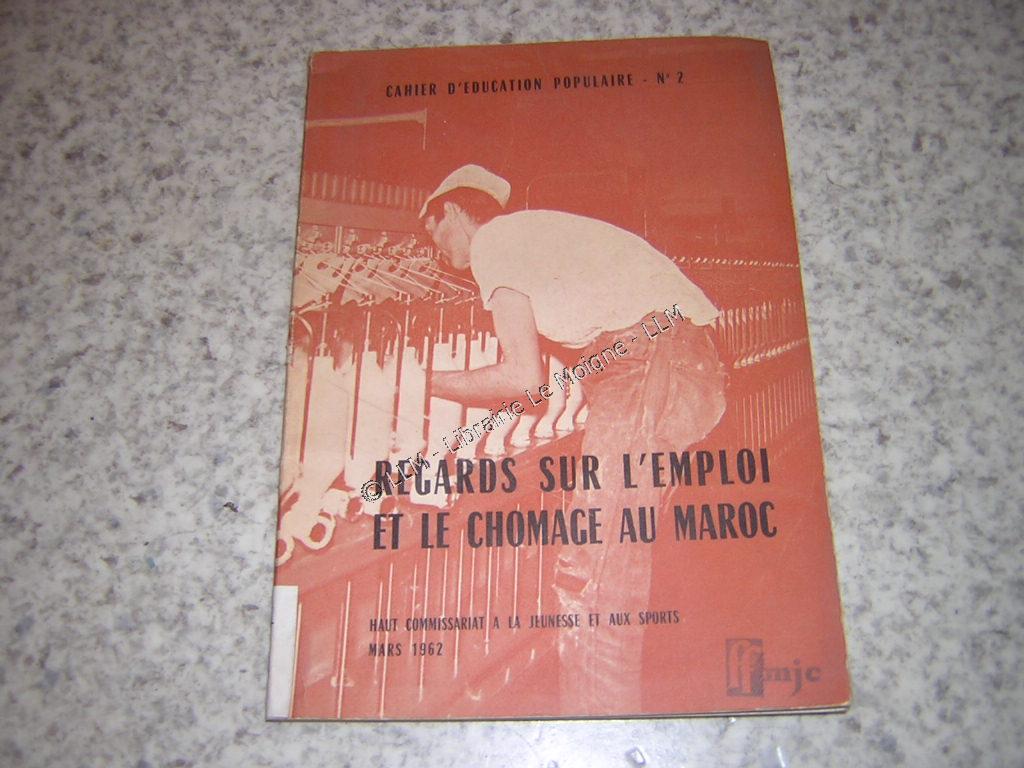 CAHIER D'EDUCATION POPULAIRE - N° 2
© LLM - Librairie Le Moigne - LLM
REGARDS SUR L'EMPLOI
ET LE CHOMAGE AU MAROC
HAUT COMMISSARIAT A LA JEUNESSE ET AUX SPORTS
MARS 1962
ffmjc